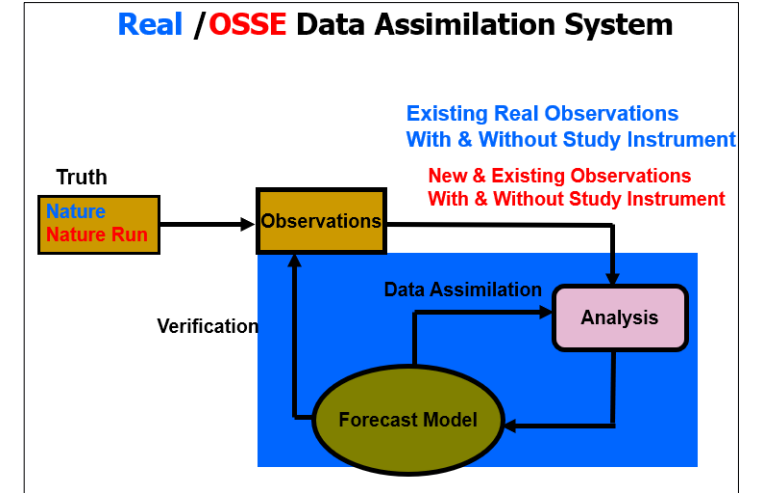 Real /OSSE Data Assimilation System
Existing Real Observations
With & Without Study Instrument
New & Existing Observations
With & Without Study Instrument
Truth
Nature
Nature Run
Observations
Data Assimilation
Analysis
Verification
Forecast Model